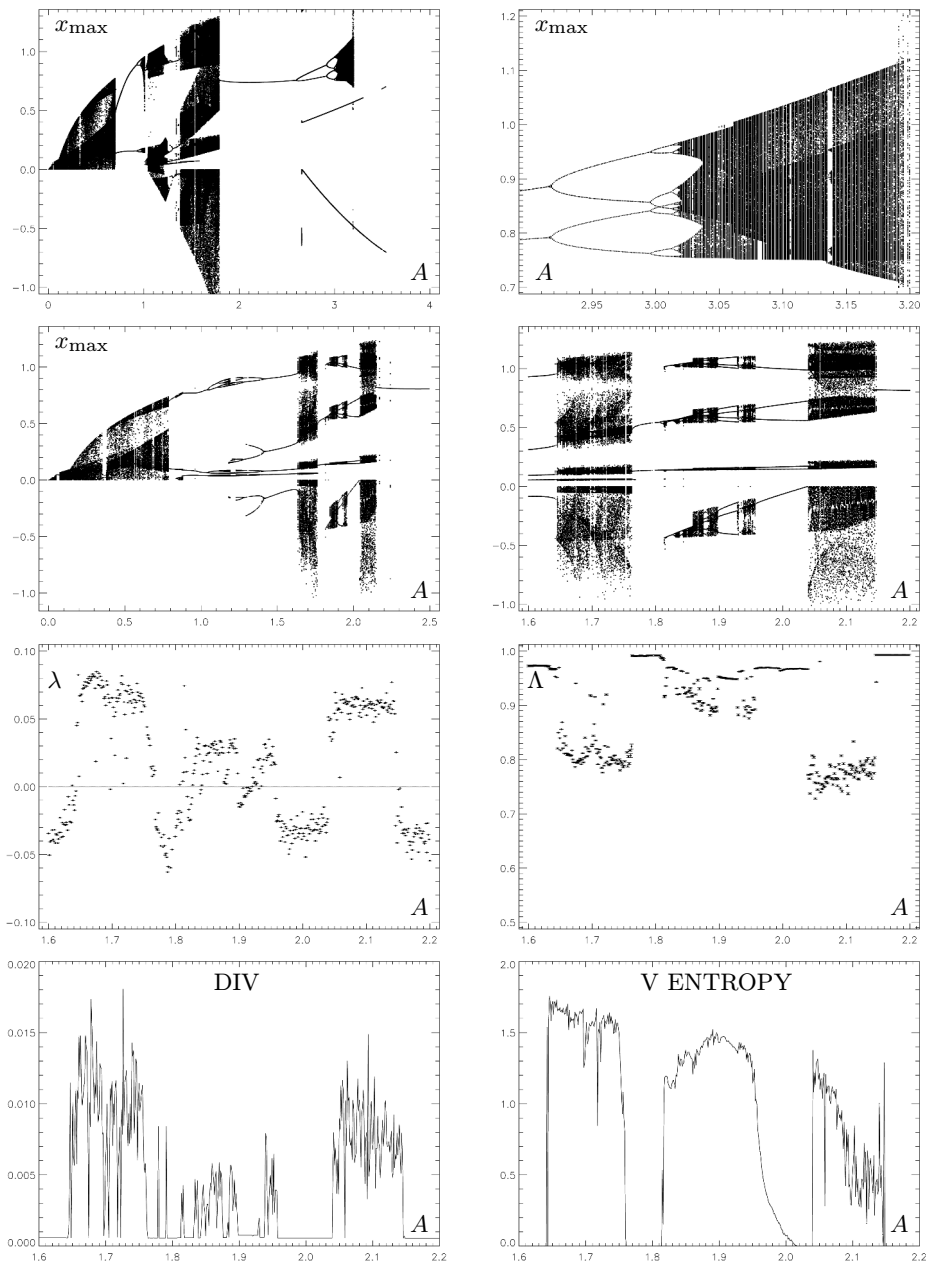 x_max
1.0
0.5
0.0
−0.5
−1.0
A
0 1 2 3 4
x_max
1.2
1.1
1.0
0.9
0.8
0.7
A
2.95 3.00 3.05 3.10 3.15 3.20
x_max
1.0
0.5
0.0
−0.5
−1.0
A
0.0 0.5 1.0 1.5 2.0 2.5
1.0
0.5
0.0
−0.5
−1.0
A
1.6 1.7 1.8 1.9 2.0 2.1 2.2
0.10
λ
0.05
0.00
−0.05
−0.10
A
1.6 1.7 1.8 1.9 2.0 2.1 2.2
1.0
Λ
0.9
0.8
0.7
0.6
0.5
A
1.6 1.7 1.8 1.9 2.0 2.1 2.2
DIV
0.020
0.015
0.010
0.005
0.000
A
1.6 1.7 1.8 1.9 2.0 2.1 2.2
V ENTROPY
2.0
1.5
1.0
0.5
0.0
A
1.6 1.7 1.8 1.9 2.0 2.1 2.2